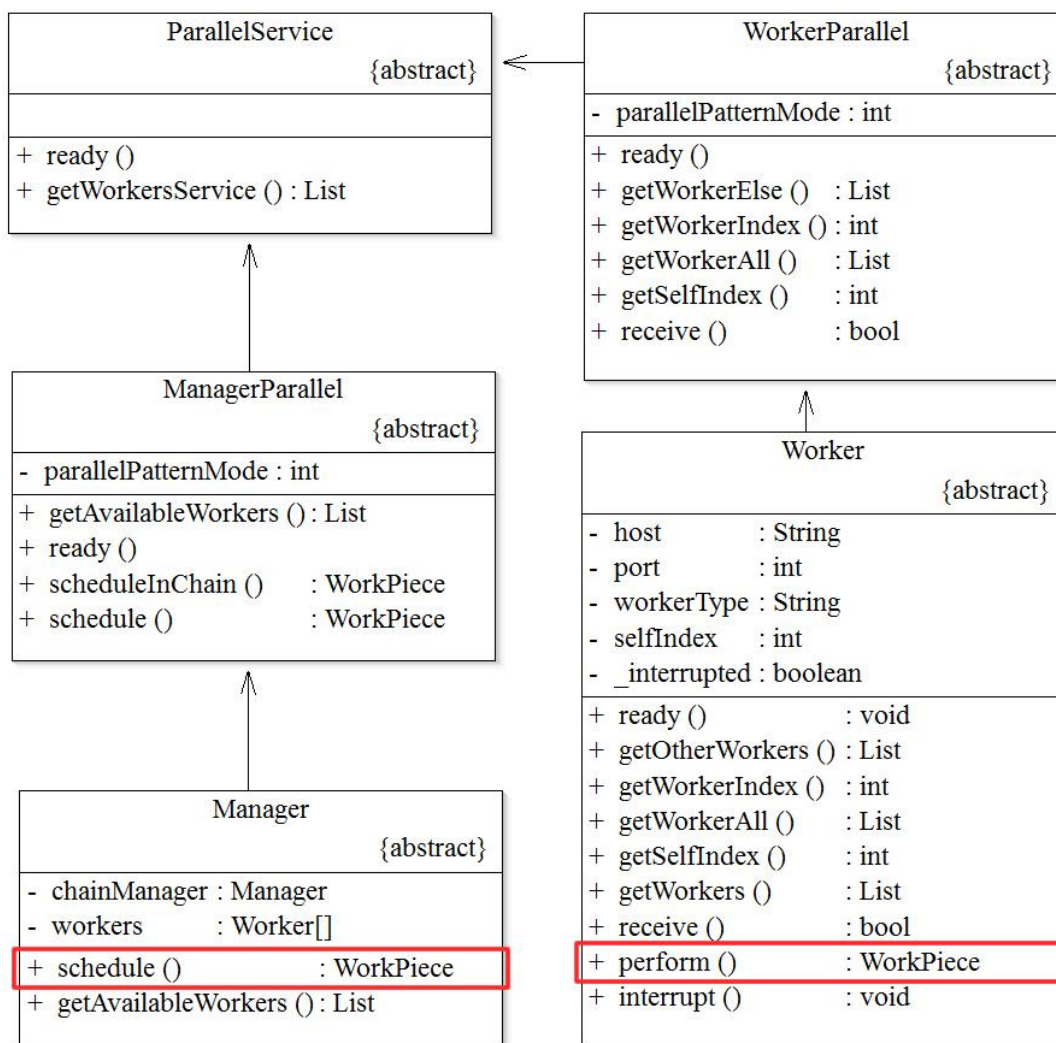 ParallelService
{abstract}
+ ready ()
+ getWorkersService () : List
WorkerParallel
{abstract}
- parallelPatternMode : int
+ ready ()
+ getWorkerElse () : List
+ getWorkerIndex () : int
+ getWorkerAll () : List
+ getSelfIndex () : int
+ receive () : bool
ManagerParallel
{abstract}
- parallelPatternMode : int
+ getAvailableWorkers () : List
+ ready ()
+ scheduleInChain () : WorkPiece
+ schedule () : WorkPiece
Worker
{abstract}
- host : String
- port : int
- workerType : String
- selfIndex : int
- _interrupted : boolean
+ ready () : void
+ getOtherWorkers () : List
+ getWorkerIndex () : int
+ getWorkerAll () : List
+ getSelfIndex () : int
+ getWorkers () : List
+ receive () : bool
+ perform () : WorkPiece
+ interrupt () : void
Manager
{abstract}
- chainManager : Manager
- workers : Worker[]
+ schedule () : WorkPiece
+ getAvailableWorkers () : List